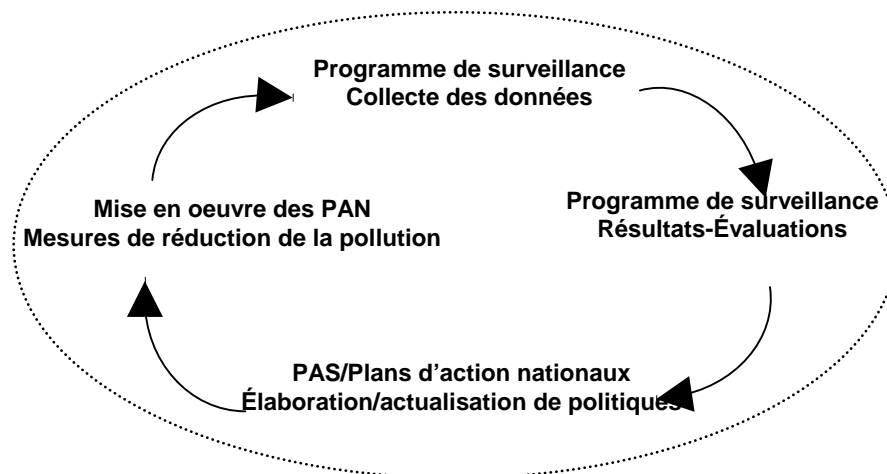 Programme de surveillance
Collecte des données
Programme de surveillance
Résultats-Évaluations
Mise en oeuvre des PAN
Mesures de réduction de la pollution
PAS/Plans d’action nationaux
Élaboration/actualisation de politiques